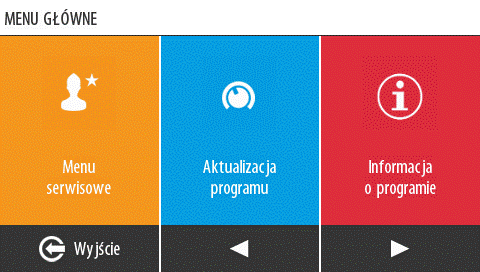 MENU GŁÓWNE
Menu
serwisowe
Aktualizacja
programu
Informacja
o programie
Wyjście